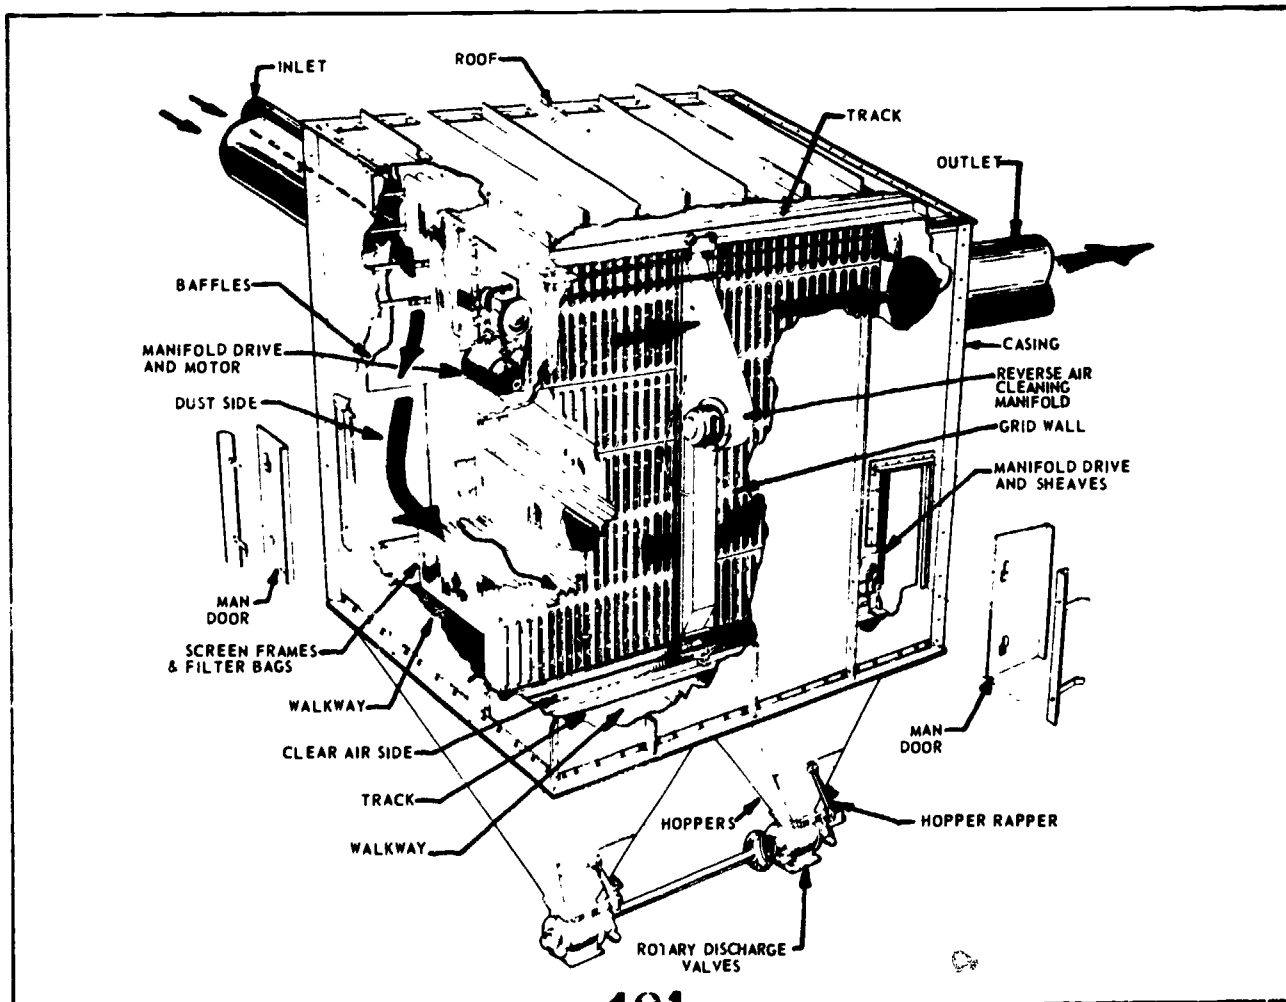 INLET
ROOF
TRACK
OUTLET
BAFFLES
MANIFOLD DRIVE
AND MOTOR
CASING
REVERSE AIR
CLEANING
MANIFOLD
DUST SIDE
GRID WALL
MANIFOLD DRIVE
AND SHEAVES
MAN
DOOR
SCREEN FRAMES
& FILTER BAGS
WALKWAY
MAN
DOOR
CLEAR AIR SIDE
TRACK
HOPPERS
HOPPER RAPPER
WALKWAY
ROTARY DISCHARGE
VALVES